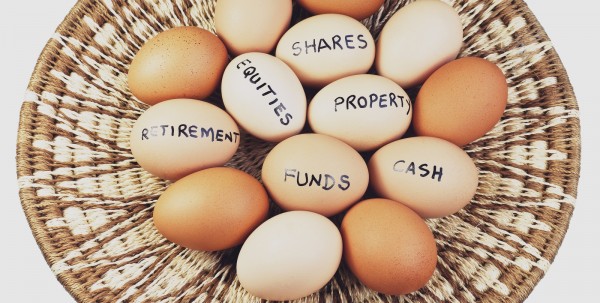 SHARES
EQUITIES
PROPERTY
RETIREMENT
FUNDS
CASH